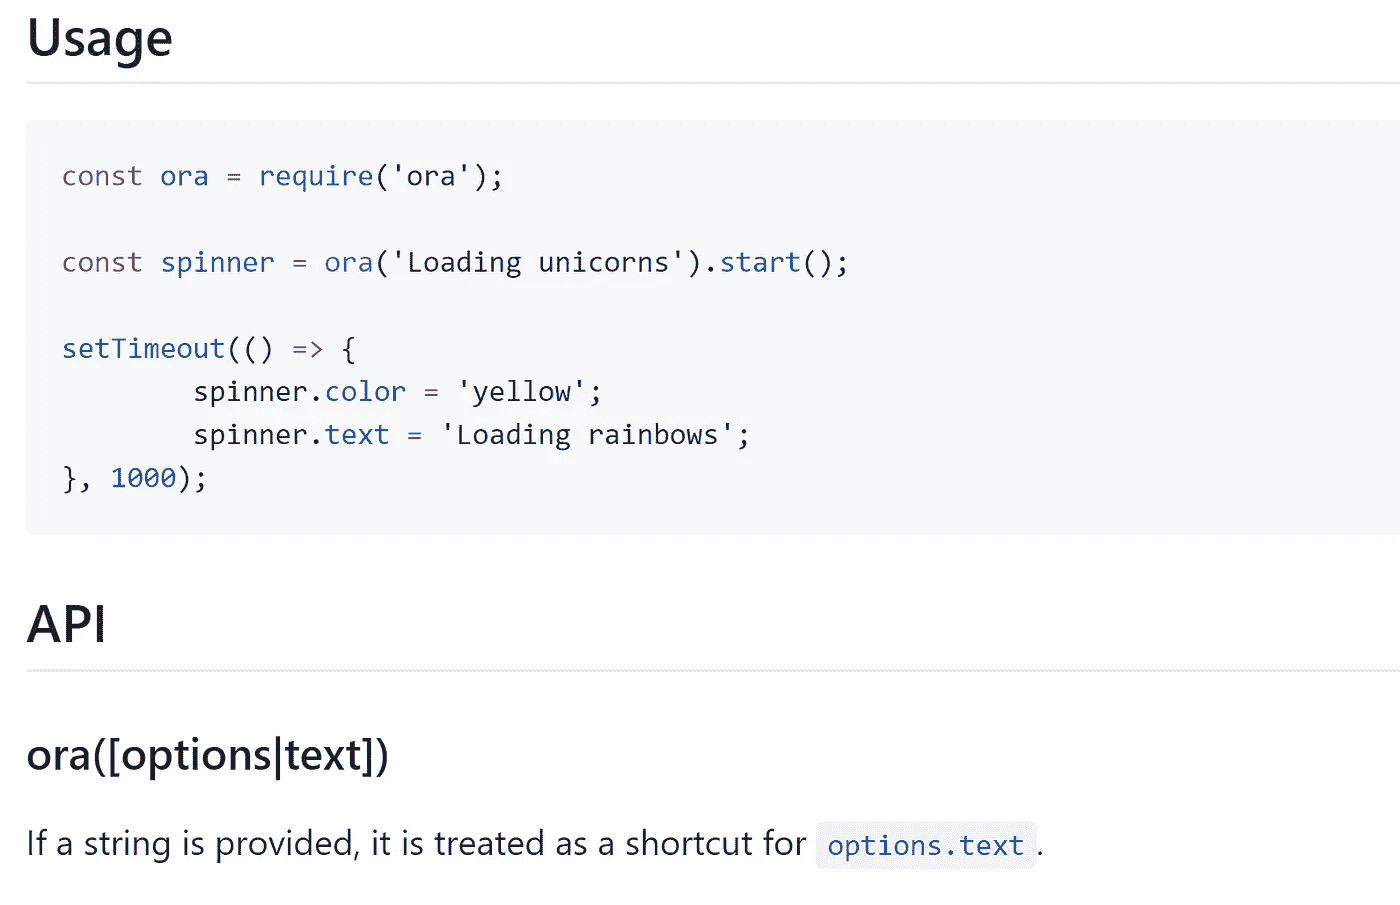 Usage
const ora = require('ora');
const spinner = ora('Loading unicorns').start();
setTimeout(() => {
        spinner.color = 'yellow';
        spinner.text = 'Loading rainbows';
}, 1000);
API
ora([options|text])
If a string is provided, it is treated as a shortcut for options.text.